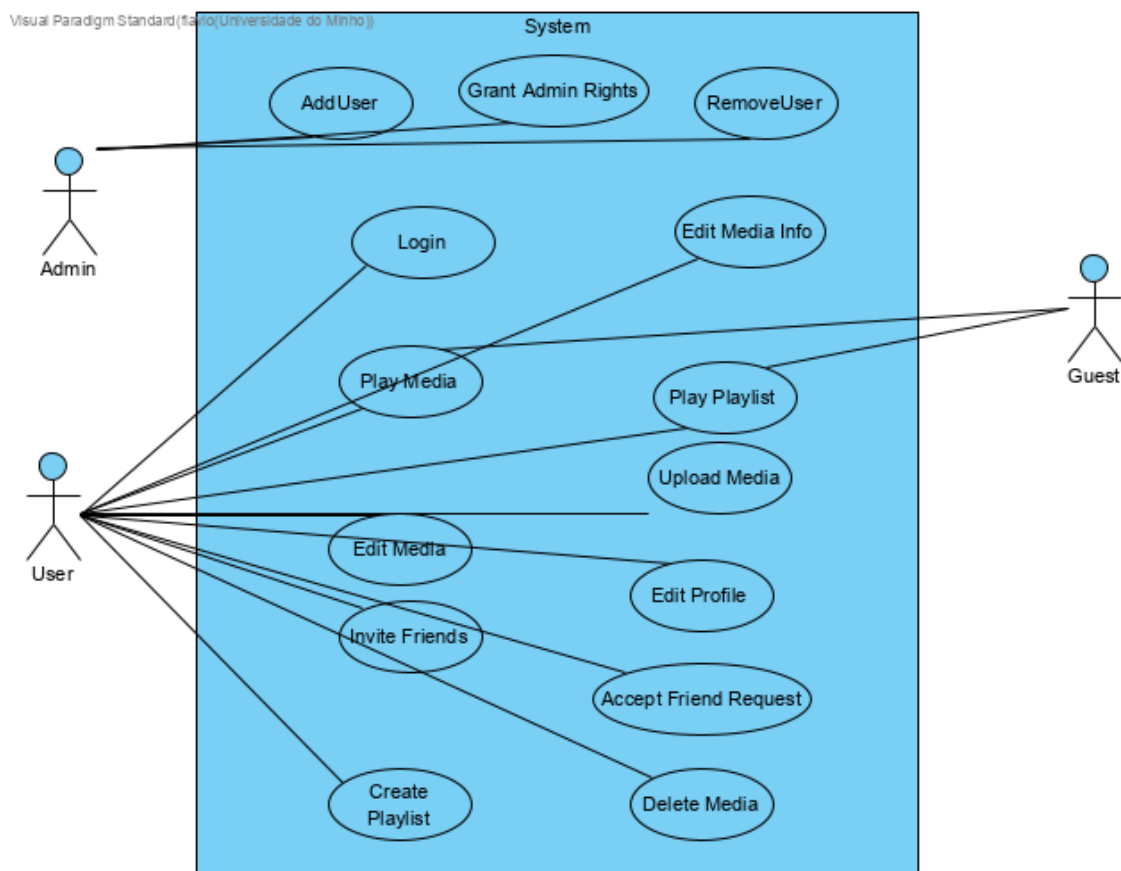 Visual Paradigm Standard(flavio(Universidade do Minho))
System
AddUser
Grant Admin Rights
RemoveUser
Admin
Login
Edit Media Info
Guest
Play Media
Play Playlist
Upload Media
User
Edit Media
Edit Profile
Invite Friends
Accept Friend Request
Create
Playlist
Delete Media